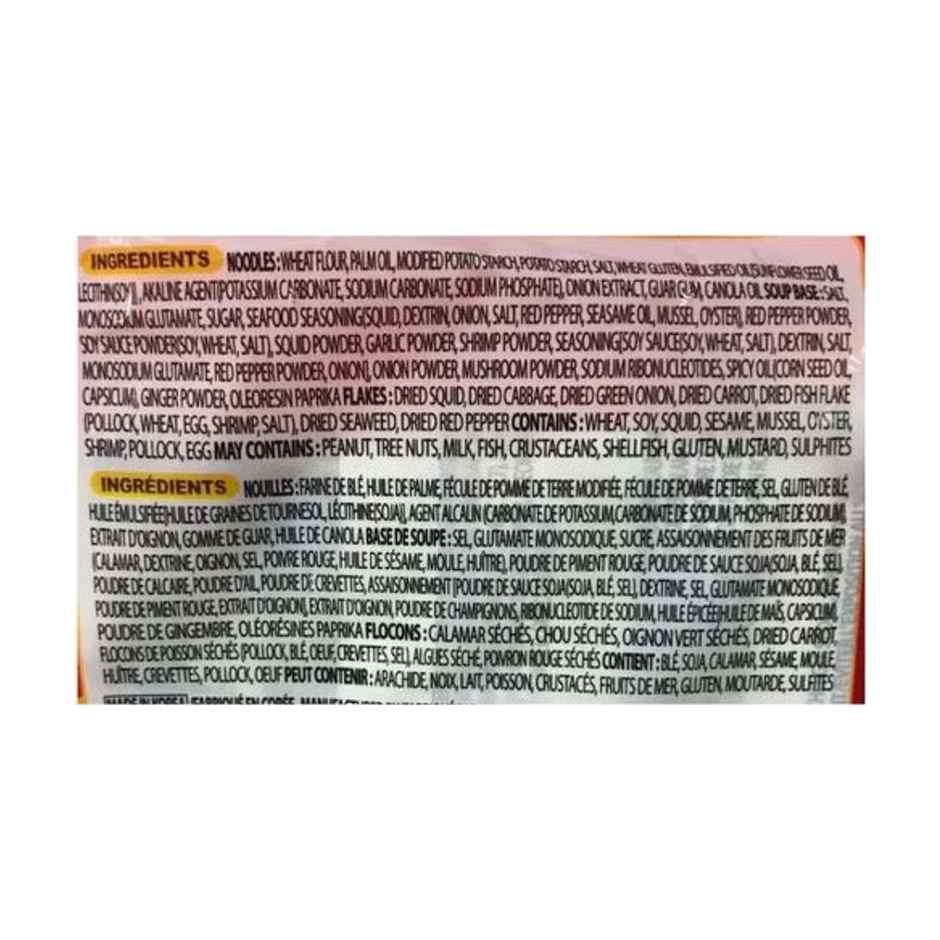 INGREDIENTS NOODLES : WHEAT FLOUR, PALM OIL, MODIFIED POTATO STARCH, POTATO STARCH, SALT, WHEAT GLUTEN, EMULSIFIED OIL(SUNFLOWER SEED OIL,
LECITHIN(SOY)), AKALINE AGENT(POTASSIUM CARBONATE, SODIUM CARBONATE, SODIUM PHOSPHATE), ONION EXTRACT, GUAR GUM, CANOLA OIL SOUP BASE : SALT,
MONOSODIUM GLUTAMATE, SUGAR, SEAFOOD SEASONING(SQUID, DEXTRIN, ONION, SALT, RED PEPPER, SEASAME OIL, MUSSEL, OYSTER), RED PEPPER POWDER,
SOY SAUCE POWDER(SOY, WHEAT, SALT), SQUID POWDER, GARLIC POWDER, SHRIMP POWDER, SEASONING[SOY SAUCE(SOY, WHEAT, SALT), DEXTRIN, SALT,
MONOSODIUM GLUTAMATE, RED PEPPER POWDER, ONION], ONION POWDER, MUSHROOM POWDER, SODIUM RIBONUCLEOTIDES, SPICY OIL(CORN SEED OIL,
CAPSICUM), GINGER POWDER, OLEORESIN PAPRIKA FLAKES : DRIED SQUID, DRIED CABBAGE, DRIED GREEN ONION, DRIED CARROT, DRIED FISH FLAKE
(POLLOCK, WHEAT, EGG, SHRIMP, SALT), DRIED SEAWEED, DRIED RED PEPPER CONTAINS : WHEAT, SOY, SQUID, SESAME, MUSSEL, OYSTER,
SHRIMP, POLLOCK, EGG MAY CONTAINS : PEANUT, TREE NUTS, MILK, FISH, CRUSTACEANS, SHELLFISH, GLUTEN, MUSTARD, SULPHITES
INGRÉDIENTS NOUILLES : FARINE DE BLÉ, HUILE DE PALME, FÉCULE DE POMME DE TERRE MODIFIÉE, FÉCULE DE POMME DE TERRE, SEL, GLUTEN DE BLÉ,
HUILE ÉMULSIFIÉE[HUILE DE GRAINES DE TOURNESOL, LÉCITHINE(SOJA)], AGENT ALCALIN (CARBONATE DE POTASSIUM, CARBONATE DE SODIUM, PHOSPHATE DE SODIUM)
EXTRAIT D'OIGNON, GOMME DE GUAR, HUILE DE CANOLA BASE DE SOUPE : SEL, GLUTAMATE MONOSODIQUE, SUCRE, ASSAISONNEMENT DES FRUITS DE MER
(CALAMAR, DEXTRINE, OIGNON, SEL, POIVRE ROUGE, HUILE DE SÉSAME, MOULE, HUÎTRE), POUDRE DE PIMENT ROUGE, POUDRE DE SAUCE SOJA(SOJA, BLÉ, SEL)
POUDRE DE CALCAIRE, POUDRE D'AIL, POUDRE DE CREVETTES, ASSAISONNEMENT [POUDRE DE SAUCE SOJA(SOJA, BLÉ, SEL), DEXTRINE, SEL, GLUTAMATE MONOSODIQUE,
POUDRE DE PIMENT ROUGE, EXTRAIT D'OIGNON], EXTRAIT D'OIGNON, POUDRE DE CHAMPIGNONS, RIBONUCLEOTIDE DE SODIUM, HUILE ÉPICÉE(HUILE DE MAÏS, CAPSICUM),
POUDRE DE GINGEMBRE, OLÉORÉSINES PAPRIKA FLOCONS : CALAMAR SÉCHÉS, CHOU SÉCHÉS, OIGNON VERT SÉCHÉS, DRIED CARROT,
FLOCONS DE POISSON SÉCHÉS (POLLOCK, BLÉ, OEUF, CREVETTES, SEL), ALGUES SÉCHÉ, POIVRON ROUGE SÉCHÉS CONTIENT : BLÉ, SOJA, CALAMAR, SÉSAME, MOULE,
HUÎTRE, CREVETTES, POLLOCK, OEUF PEUT CONTENIR : ARACHIDE, NOIX, LAIT, POISSON, CRUSTACÉS, FRUITS DE MER, GLUTEN, MOUTARDE, SULFITES
MADE IN KOREA / FABRIQUÉ EN CORÉE